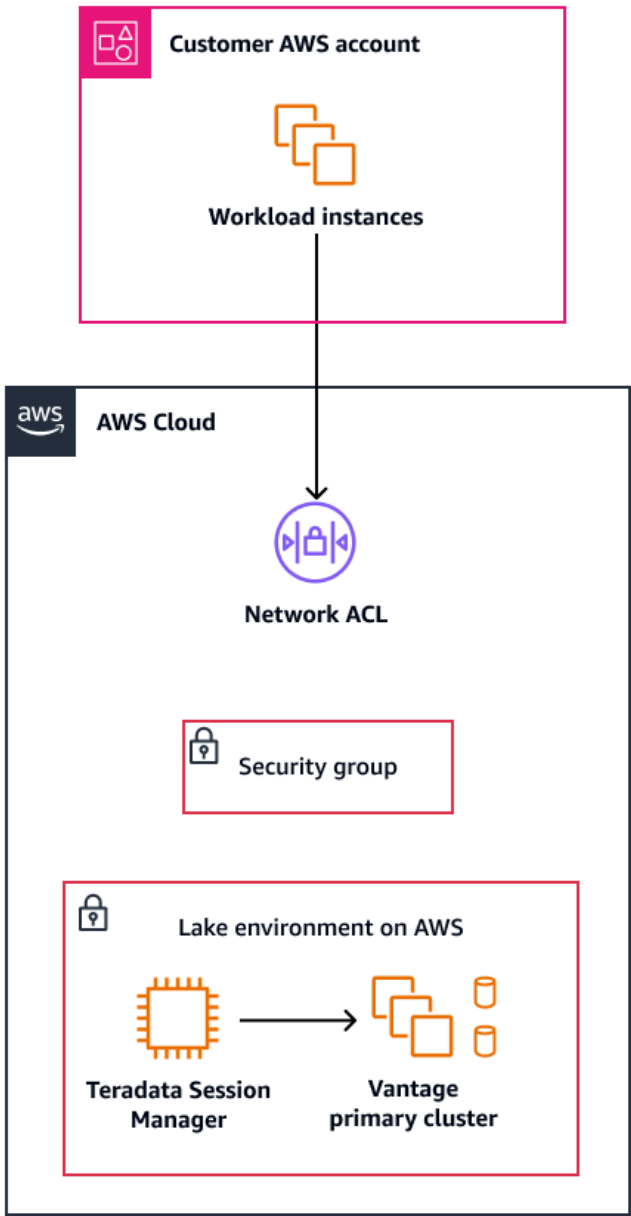 Customer AWS account
Workload instances
aws
AWS Cloud
Network ACL
Security group
Lake environment on AWS
Teradata Session
Manager
Vantage
primary cluster